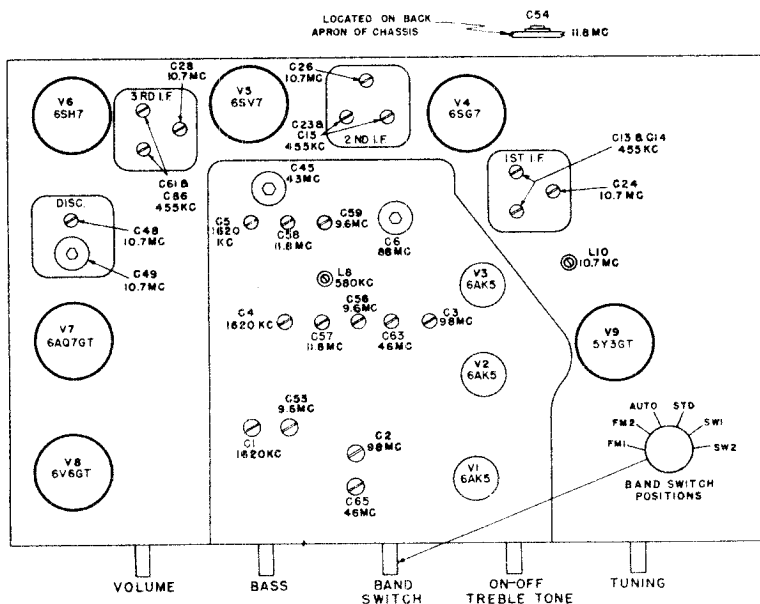 LOCATED ON BACK
APRON OF CHASSIS
C54
11.8MC
C28
10.7MC
V6
6SH7
3RD I.F.
C61 &
C86
455KC
V5
6SV7
C26
10.7MC
C23 &
C15
455KC
2ND I.F.
V4
6SG7
C13 & C14
455KC
1ST I.F.
C24
10.7MC
DISC.
C48
10.7MC
C49
10.7MC
C45
43MC
C5
1620
KC
C58
11.8MC
C59
9.6MC
C6
88MC
L10
10.7MC
L8
580KC
V3
6AK5
V7
6AQ7GT
C4
1620KC
C57
11.8MC
C56
9.6MC
C63
46MC
C3
98MC
V9
5Y3GT
V2
6AK5
C1
1620KC
C55
9.6MC
C2
98MC
C65
46MC
V8
6V6GT
V1
6AK5
AUTO
STD
FM2
SW1
FM1
SW2
BAND SWITCH
POSITIONS
VOLUME
BASS
BAND
SWITCH
ON-OFF
TREBLE TONE
TUNING